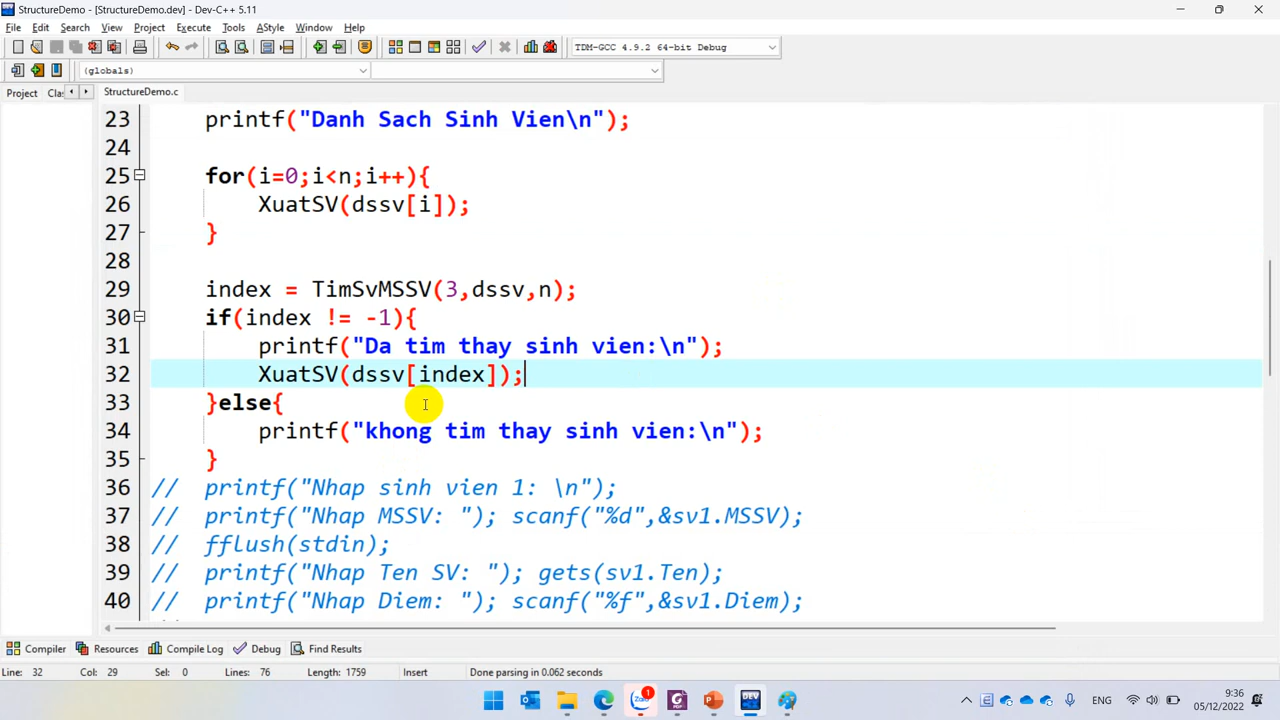 StructureDemo - [StructureDemo.dev] - Dev-C++ 5.11
File Edit Search View Project Execute Tools AStyle Window Help
TDM-GCC 4.9.2 64-bit Debug
(globals)
Project Clas StructureDemo.c
23 printf("Danh Sach Sinh Vien\n");
24
25 for(i=0;i<n;i++){
26 XuatSV(dssv[i]);
27 }
28
29 index = TimSvMSSV(3,dssv,n);
30 if(index != -1){
31 printf("Da tim thay sinh vien:\n");
32 XuatSV(dssv[index]);
33 }else{
34 printf("khong tim thay sinh vien:\n");
35 }
36 // printf("Nhap sinh vien 1: \n");
37 // printf("Nhap MSSV: "); scanf("%d",&sv1.MSSV);
38 // fflush(stdin);
39 // printf("Nhap Ten SV: "); gets(sv1.Ten);
40 // printf("Nhap Diem: "); scanf("%f",&sv1.Diem);
Compiler Resources Compile Log Debug Find Results
Line: 32 Col: 29 Sel: 0 Lines: 76 Length: 1759 Insert Done parsing in 0.062 seconds
Zalo 1 DEV ENG 9:36
05/12/2022